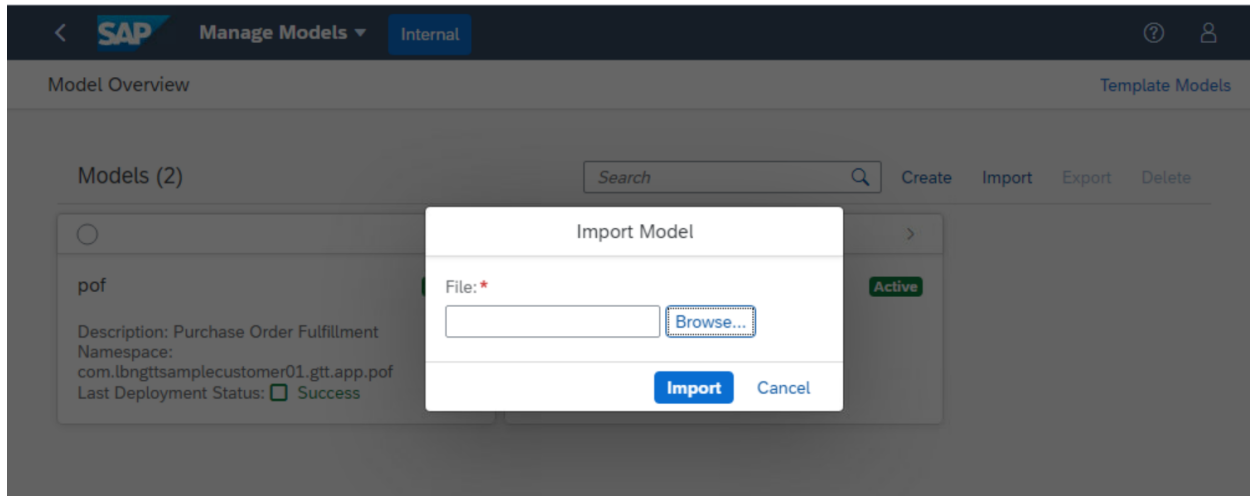 SAP Manage Models Internal
Model Overview Template Models
Models (2) Search Create Import Export Delete
Import Model
pof Active
File:*
Browse...
Description: Purchase Order Fulfillment
Namespace:
com.lbngttsamplecustomer01.gtt.app.pof
Last Deployment Status: Success
Import Cancel